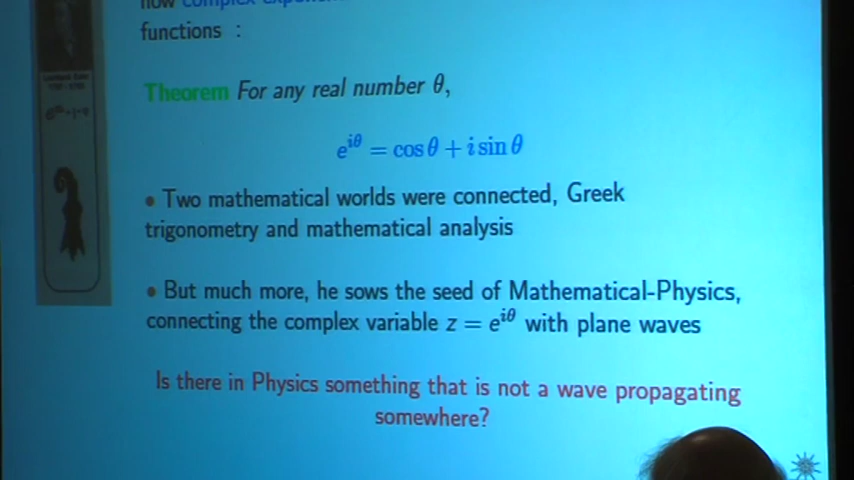 how complex
functions :
Theorem For any real number θ,
e^{iθ} = cos θ + i sin θ
• Two mathematical worlds were connected, Greek
trigonometry and mathematical analysis
• But much more, he sows the seed of Mathematical-Physics,
connecting the complex variable z = e^{iθ} with plane waves
Is there in Physics something that is not a wave propagating
somewhere?